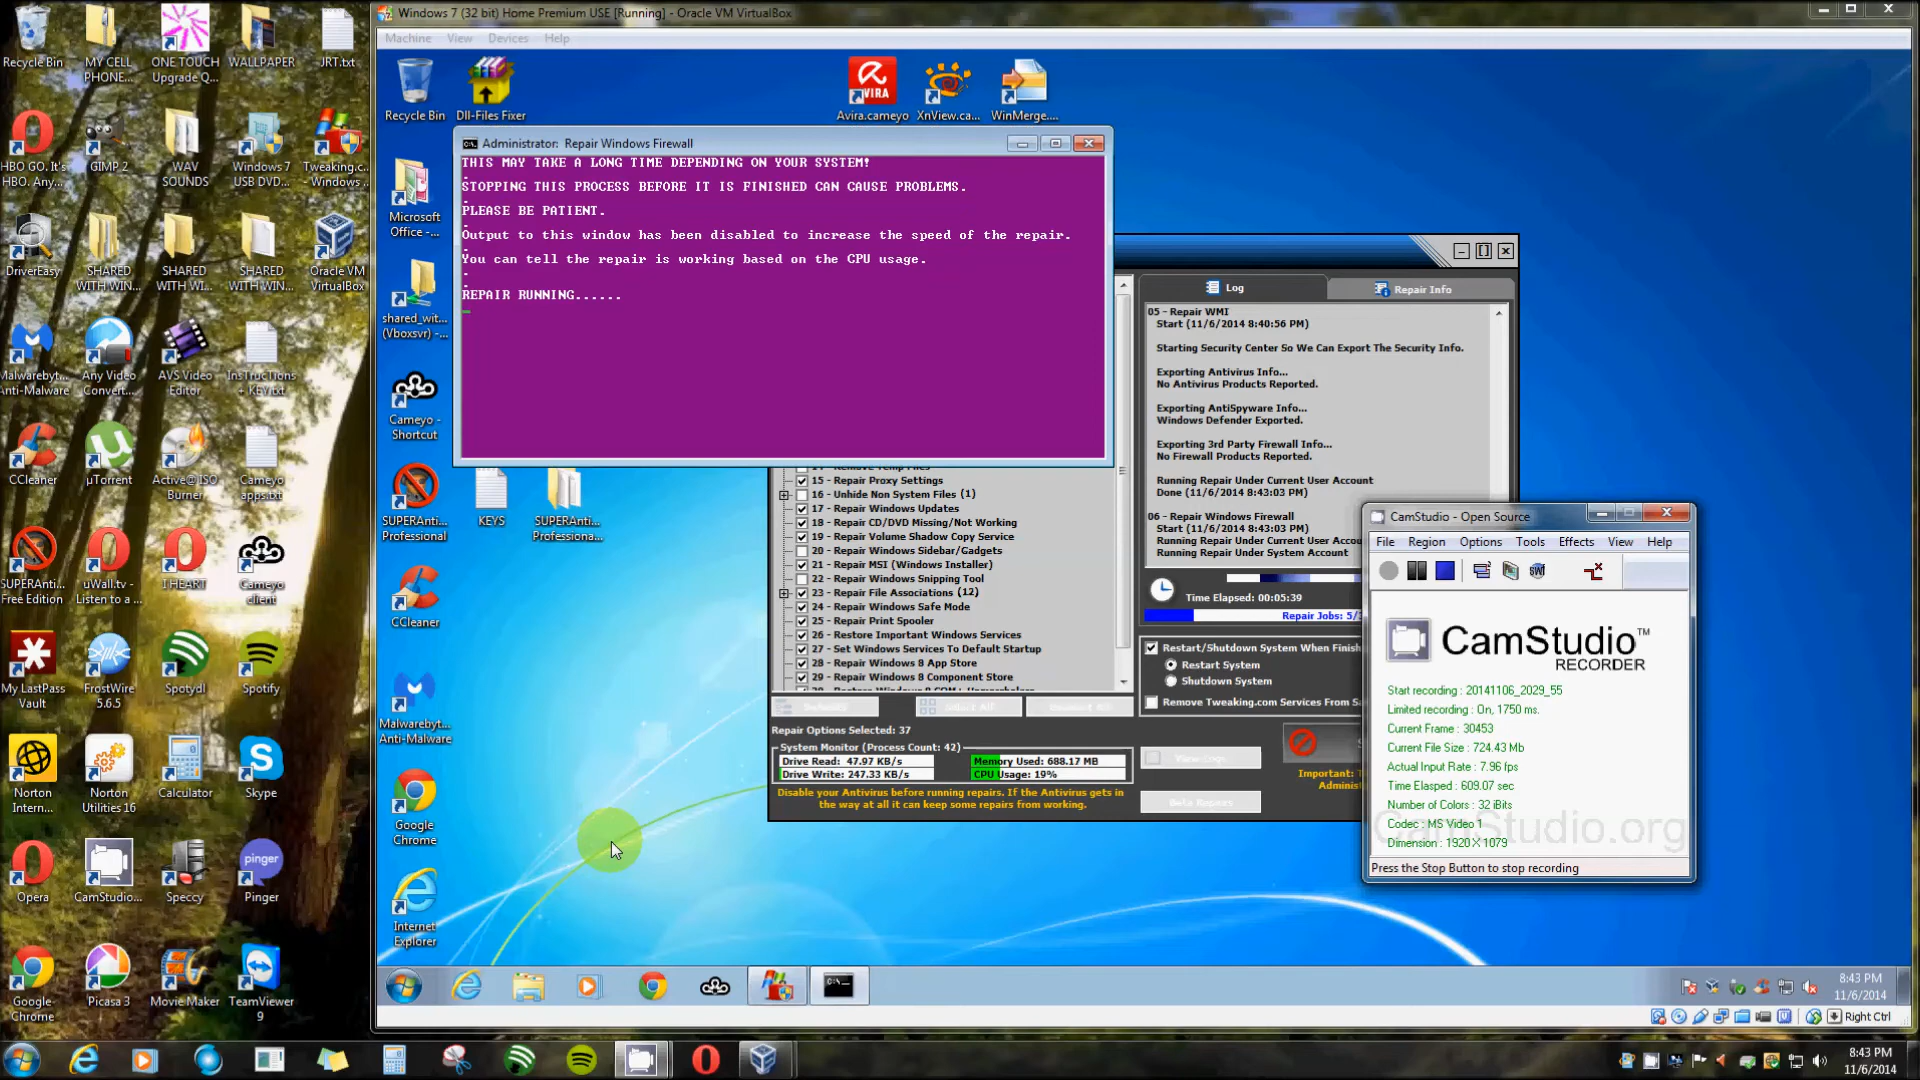 Windows 7 (32 bit) Home Premium USE [Running] - Oracle VM VirtualBox
Machine View Devices Help
Recycle Bin
MY CELL PHONE...
ONE TOUCH Upgrade Q...
WALLPAPER
JRT.txt
HBO GO. It's HBO. Any...
GIMP 2
WAV SOUNDS
Windows 7 USB DVD...
Tweaking.c... - Windows...
DriverEasy
SHARED WITH WIN...
SHARED WITH WI...
SHARED WITH WIN...
Oracle VM VirtualBox
Malwareby... Anti-Malware
Any Video Convert...
AVS Video Editor
InsTrucTions + KEY.txt
CCleaner
µTorrent
Active@ ISO Burner
Cameyo apps.txt
SUPERAnti... Free Edition
uWall.tv - Listen to a ...
I HEART
Cameyo client
My LastPass Vault
FrostWire 5.6.5
Spotydl
Spotify
Norton Intern...
Norton Utilities 16
Calculator
Skype
Opera
CamStudio...
Speccy
pinger
Pinger
Google Chrome
Picasa 3
Movie Maker
TeamViewer 9
Recycle Bin
Dll-Files Fixer
VIRA
Avira.cameyo
XnView.ca...
WinMerge....
Microsoft Office -...
shared_wit... (Vboxsvr) -...
Cameyo - Shortcut
SUPERAnti... Professional
KEYS
SUPERAnti... Professiona...
CCleaner
Malwarebyt... Anti-Malware
Google Chrome
Internet Explorer
Administrator: Repair Windows Firewall
THIS MAY TAKE A LONG TIME DEPENDING ON YOUR SYSTEM!
-
STOPPING THIS PROCESS BEFORE IT IS FINISHED CAN CAUSE PROBLEMS.
-
PLEASE BE PATIENT.
-
Output to this window has been disabled to increase the speed of the repair.
-
You can tell the repair is working based on the CPU usage.
-
REPAIR RUNNING......
15 - Repair Proxy Settings
16 - Unhide Non System Files (1)
17 - Repair Windows Updates
18 - Repair CD/DVD Missing/Not Working
19 - Repair Volume Shadow Copy Service
20 - Repair Windows Sidebar/Gadgets
21 - Repair MSI (Windows Installer)
22 - Repair Windows Snipping Tool
23 - Repair File Associations (12)
24 - Repair Windows Safe Mode
25 - Repair Print Spooler
26 - Restore Important Windows Services
27 - Set Windows Services To Default Startup
28 - Repair Windows 8 App Store
29 - Repair Windows 8 Component Store
Repair Options Selected: 37
System Monitor (Process Count: 42)
Drive Read: 47.97 KB/s
Memory Used: 688.17 MB
Drive Write: 247.33 KB/s
CPU Usage: 19%
Disable your Antivirus before running repairs. If the Antivirus gets in
the way at all it can keep some repairs from working.
Log
Repair Info
05 - Repair WMI
Start (11/6/2014 8:40:56 PM)
Starting Security Center So We Can Export The Security Info.
Exporting Antivirus Info...
No Antivirus Products Reported.
Exporting AntiSpyware Info...
Windows Defender Exported.
Exporting 3rd Party Firewall Info...
No Firewall Products Reported.
Running Repair Under Current User Account
Done (11/6/2014 8:43:03 PM)
06 - Repair Windows Firewall
Start (11/6/2014 8:43:03 PM)
Running Repair Under Current User Accou
Running Repair Under System Account
Time Elapsed: 00:05:39
Repair Jobs: 5/
Restart/Shutdown System When Finish
Restart System
Shutdown System
Remove Tweaking.com Services From Sa
Beta Repairs
Important: T
Adminis
CamStudio - Open Source
File Region Options Tools Effects View Help
CamStudio™
RECORDER
Start recording : 20141106_2029_55
Limited recording : On, 1750 ms.
Current Frame : 30453
Current File Size : 724.43 Mb
Actual Input Rate : 7.96 fps
Time Elasped : 609.07 sec
Number of Colors : 32 iBits
Codec : MS Video 1
Dimension : 1920 X 1079
CamStudio.org
Press the Stop Button to stop recording
8:43 PM
11/6/2014
Right Ctrl
8:43 PM
11/6/2014